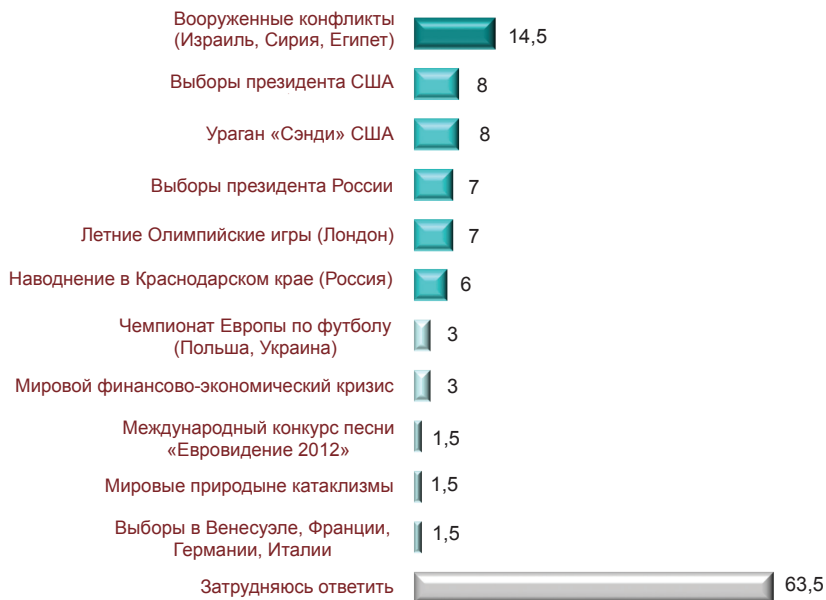 Вооруженные конфликты
(Израиль, Сирия, Египет)
14,5
Выборы президента США
8
Ураган «Сэнди» США
8
Выборы президента России
7
Летние Олимпийские игры (Лондон)
7
Наводнение в Краснодарском крае (Россия)
6
Чемпионат Европы по футболу
(Польша, Украина)
3
Мировой финансово-экономический кризис
3
Международный конкурс песни
«Евровидение 2012»
1,5
Мировые природыне катаклизмы
1,5
Выборы в Венесуэле, Франции,
Германии, Италии
1,5
Затрудняюсь ответить
63,5